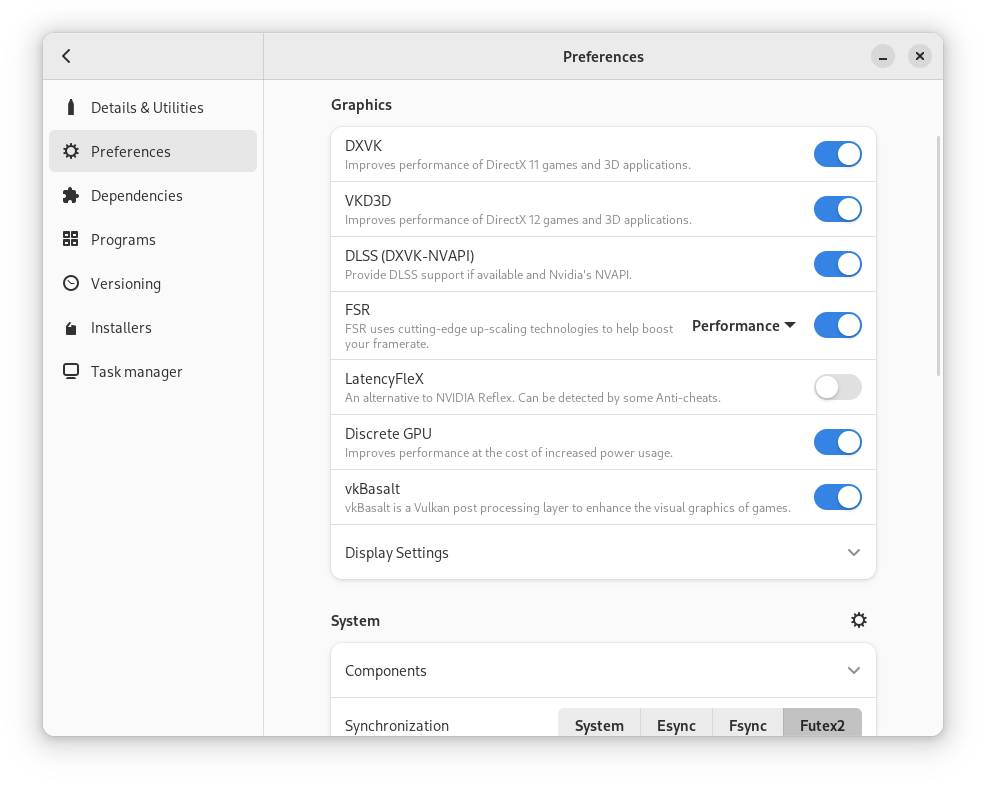 Preferences
Details & Utilities
Preferences
Dependencies
Programs
Versioning
Installers
Task manager
Graphics
DXVK
Improves performance of DirectX 11 games and 3D applications.
VKD3D
Improves performance of DirectX 12 games and 3D applications.
DLSS (DXVK-NVAPI)
Provide DLSS support if available and Nvidia's NVAPI.
FSR
FSR uses cutting-edge up-scaling technologies to help boost
your framerate.
Performance
LatencyFleX
An alternative to NVIDIA Reflex. Can be detected by some Anti-cheats.
Discrete GPU
Improves performance at the cost of increased power usage.
vkBasalt
vkBasalt is a Vulkan post processing layer to enhance the visual graphics of games.
Display Settings
System
Components
Synchronization System Esync Fsync Futex2